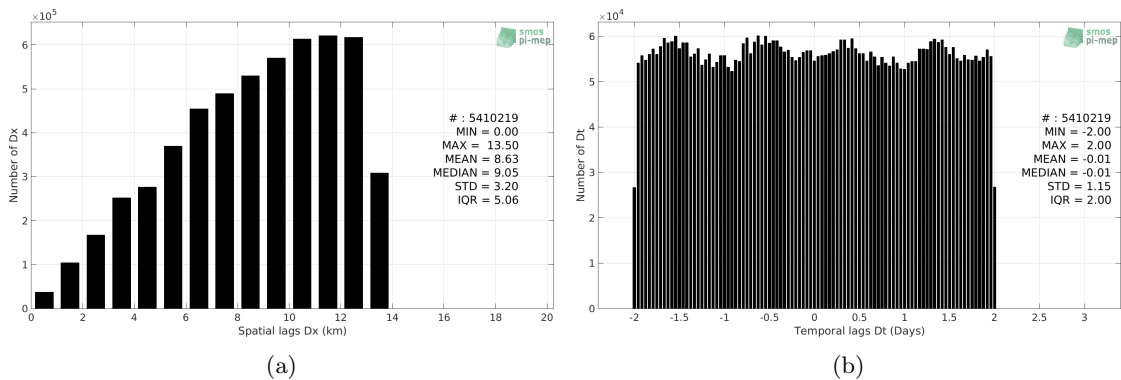 ×10⁵
6
5
4
3
2
1
0
Number of Dx
0 2 4 6 8 10 12 14 16 18 20
Spatial lags Dx (km)
smos
pi-mep
# : 5410219
MIN = 0.00
MAX = 13.50
MEAN = 8.63
MEDIAN = 9.05
STD = 3.20
IQR = 5.06
(a)
×10⁴
6
5
4
3
2
1
0
Number of Dt
-2 -1.5 -1 -0.5 0 0.5 1 1.5 2 2.5 3
Temporal lags Dt (Days)
smos
pi-mep
# : 5410219
MIN = -2.00
MAX = 2.00
MEAN = -0.01
MEDIAN = -0.01
STD = 1.15
IQR = 2.00
(b)